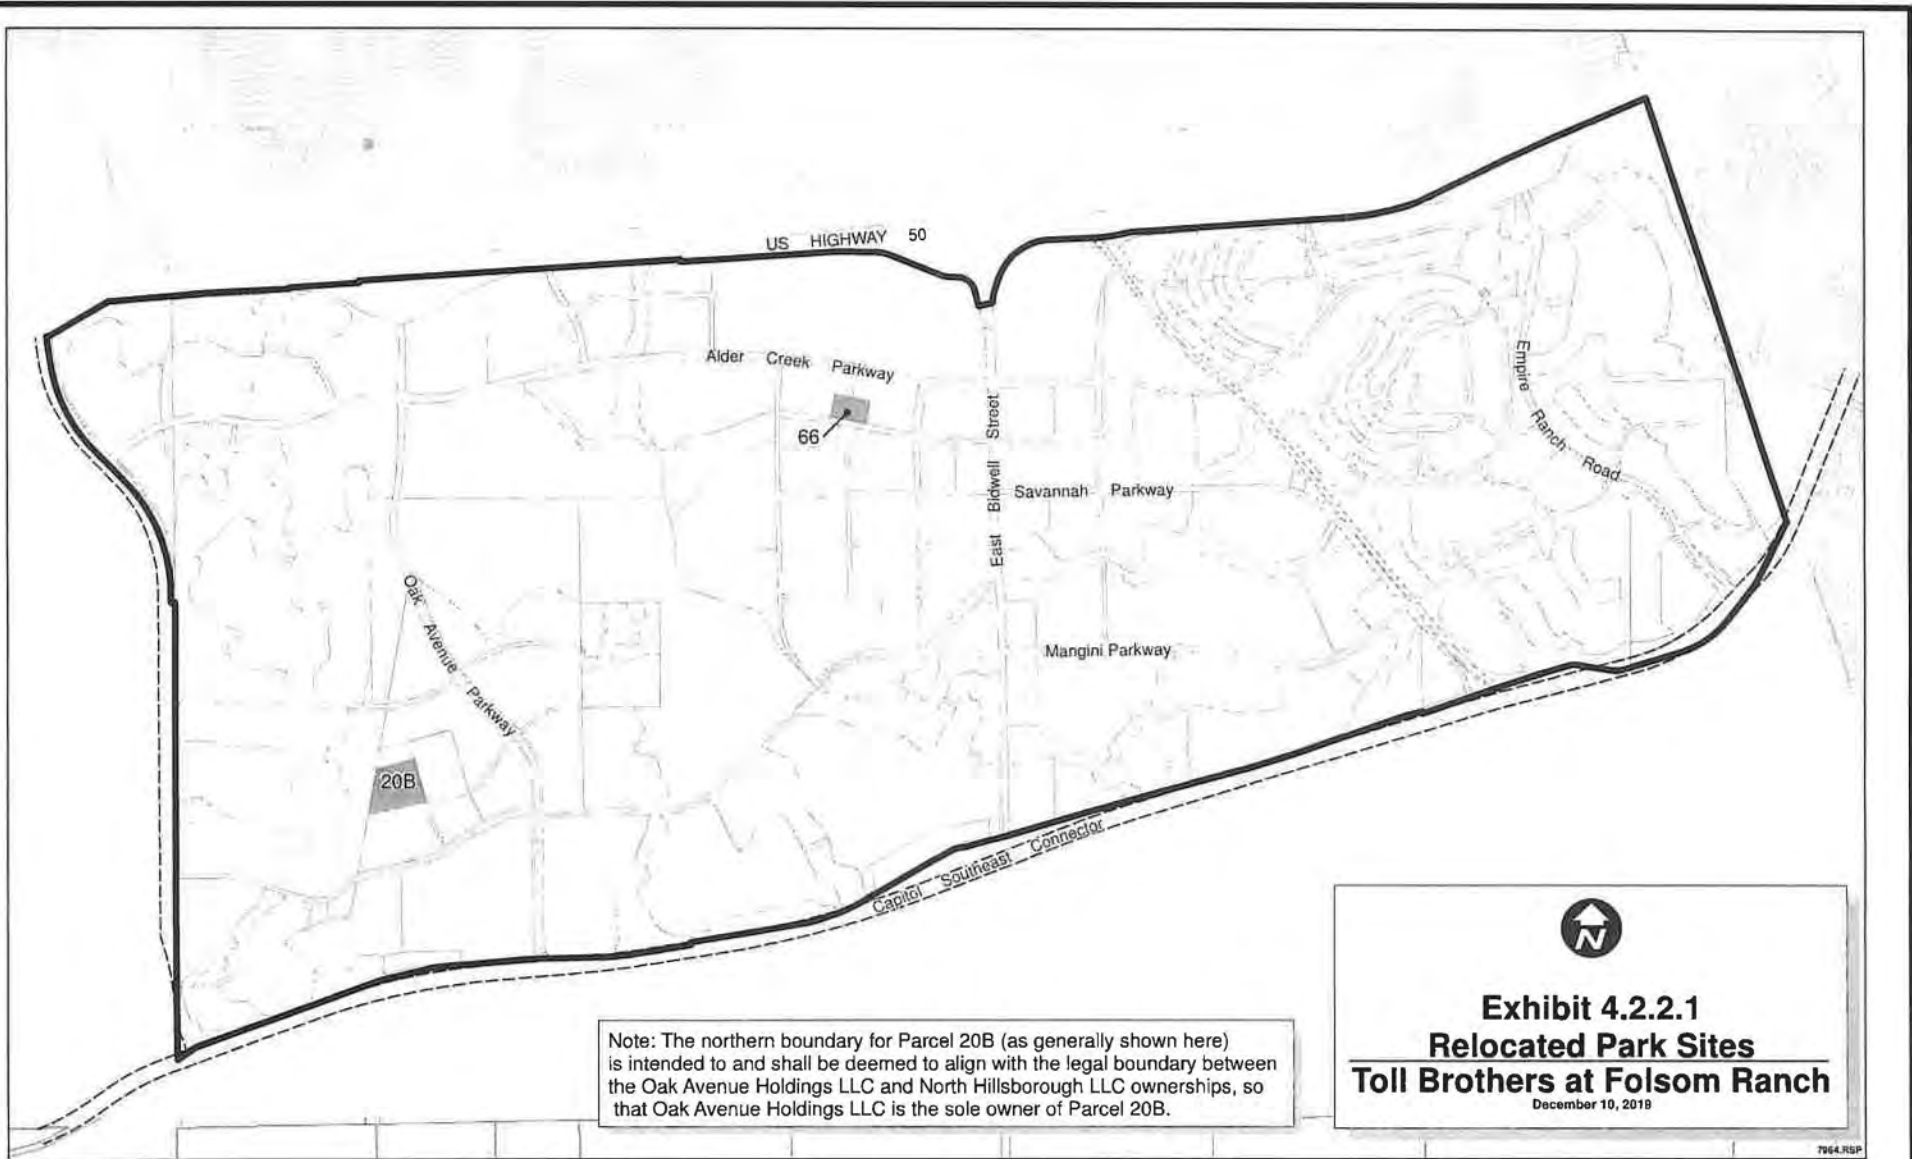 US HIGHWAY 50
Alder Creek Parkway
66
East Bidwell Street
Savannah Parkway
Empire Ranch Road
Oak Avenue Parkway
Mangini Parkway
20B
Capitol Southeast Connector
Note: The northern boundary for Parcel 20B (as generally shown here)
is intended to and shall be deemed to align with the legal boundary between
the Oak Avenue Holdings LLC and North Hillsborough LLC ownerships, so
that Oak Avenue Holdings LLC is the sole owner of Parcel 20B.
N
Exhibit 4.2.2.1
Relocated Park Sites
Toll Brothers at Folsom Ranch
December 10, 2019
7964.RSP